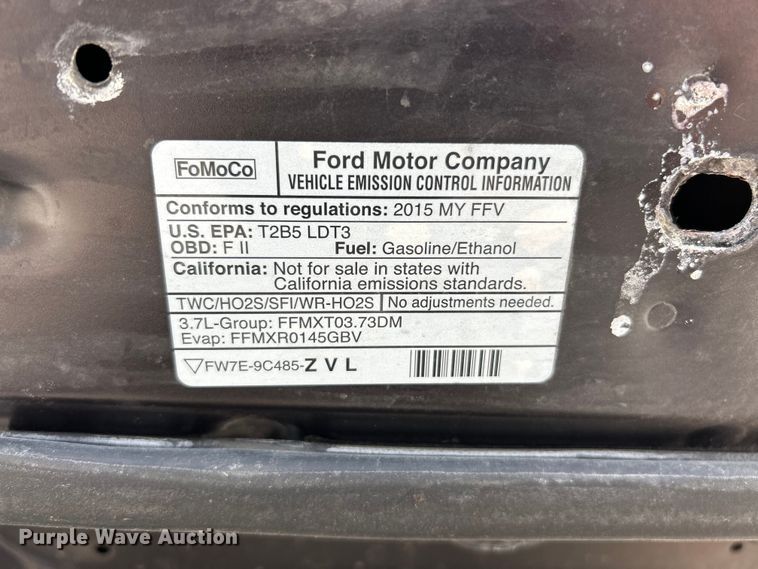 FoMoCo
Ford Motor Company
VEHICLE EMISSION CONTROL INFORMATION
Conforms to regulations: 2015 MY FFV
U.S. EPA: T2B5 LDT3
OBD: F II Fuel: Gasoline/Ethanol
California: Not for sale in states with
California emissions standards.
TWC/HO2S/SFI/WR-HO2S No adjustments needed.
3.7L-Group: FFMXT03.73DM
Evap: FFMXR0145GBV
FW7E-9C485-Z V L
Purple Wave Auction